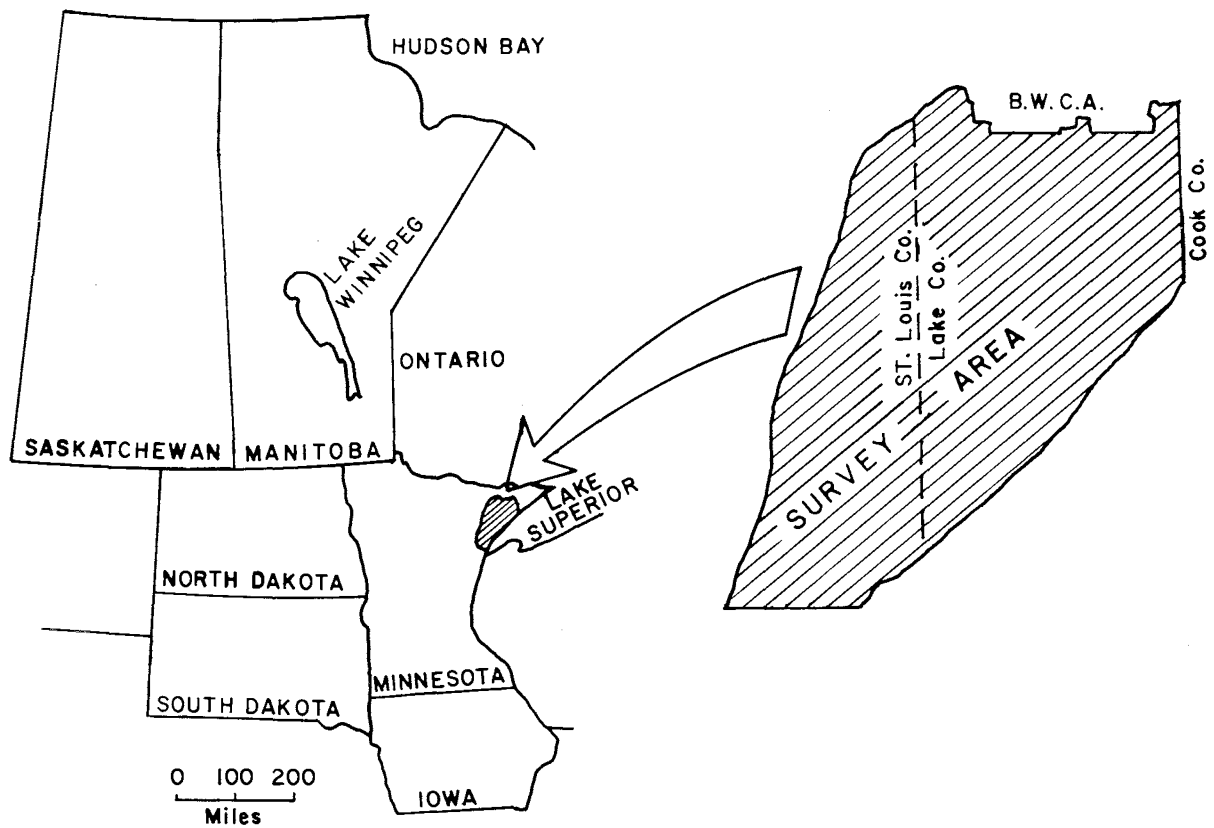 HUDSON BAY
LAKE
WINNIPEG
ONTARIO
SASKATCHEWAN
MANITOBA
LAKE
SUPERIOR
NORTH DAKOTA
MINNESOTA
SOUTH DAKOTA
IOWA
0 100 200
Miles
B.W.C.A.
Cook Co.
ST. Louis Co.
Lake Co.
SURVEY AREA